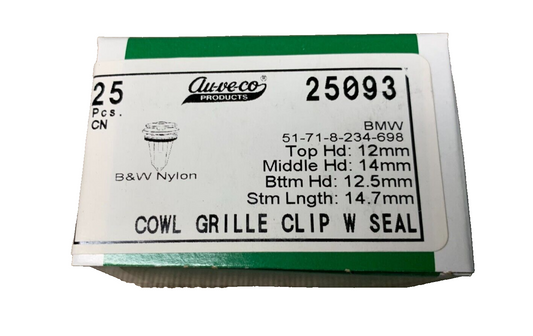 25
Pcs.
CN
au-ve-co®
PRODUCTS
25093
B&W Nylon
BMW
51-71-8-234-698
Top Hd: 12mm
Middle Hd: 14mm
Bttm Hd: 12.5mm
Stm Lngth: 14.7mm
COWL GRILLE CLIP W SEAL